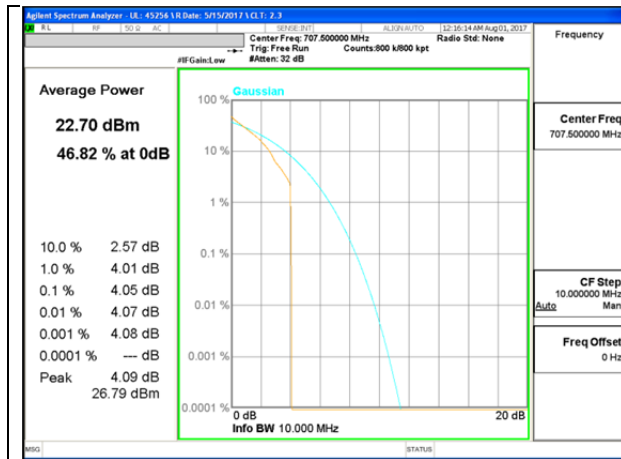 Agilent Spectrum Analyzer - UL: 45256 \ R Date: 5/15/2017 \ CLT: 2.3
RL RF 50 Ω AC SENSE:INT ALIGN AUTO 12:16:14 AM Aug 01, 2017
Center Freq: 707.500000 MHz Radio Std: None
Trig: Free Run Counts:800 k/800 kpt
#IFGain:Low #Atten: 32 dB
Frequency
Average Power
22.70 dBm
46.82 % at 0dB
10.0 % 2.57 dB
1.0 % 4.01 dB
0.1 % 4.05 dB
0.01 % 4.07 dB
0.001 % 4.08 dB
0.0001 % --- dB
Peak 4.09 dB
26.79 dBm
Gaussian
100 %
10 %
1 %
0.1 %
0.01 %
0.001 %
0.0001 %
0 dB 20 dB
Info BW 10.000 MHz
Center Freq
707.500000 MHz
CF Step
10.000000 MHz
Auto Man
Freq Offset
0 Hz
MSG STATUS